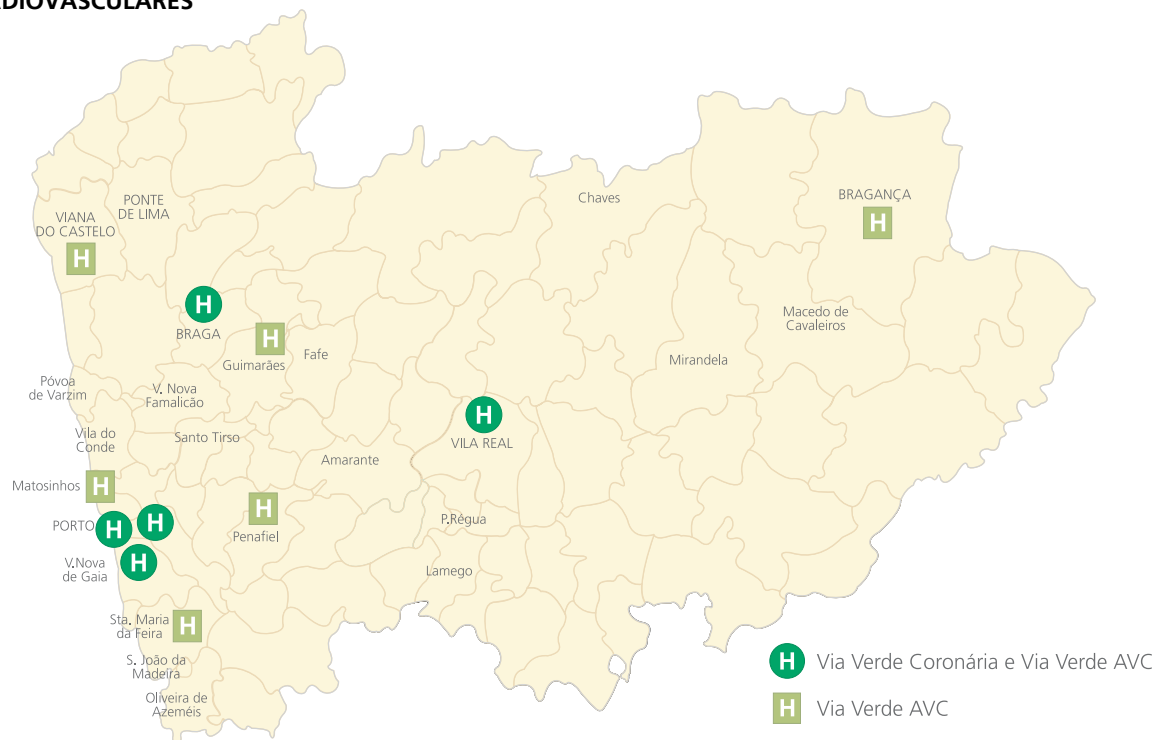 PONTE
DE LIMA
VIANA
DO CASTELO
H
BRAGANÇA
H
Chaves
H
BRAGA
H
Guimarães
Fafe
Macedo de
Cavaleiros
Mirandela
Póvoa
de Varzim
V. Nova
Famalicão
H
VILA REAL
Vila do
Conde
Santo Tirso
Amarante
Matosinhos
H
PORTO
H
H
H
Penafiel
P.Régua
V.Nova
de Gaia
H
Lamego
Sta. Maria
da Feira
H
S. João da
Madeira
Oliveira de
Azeméis
H Via Verde Coronária e Via Verde AVC
H Via Verde AVC